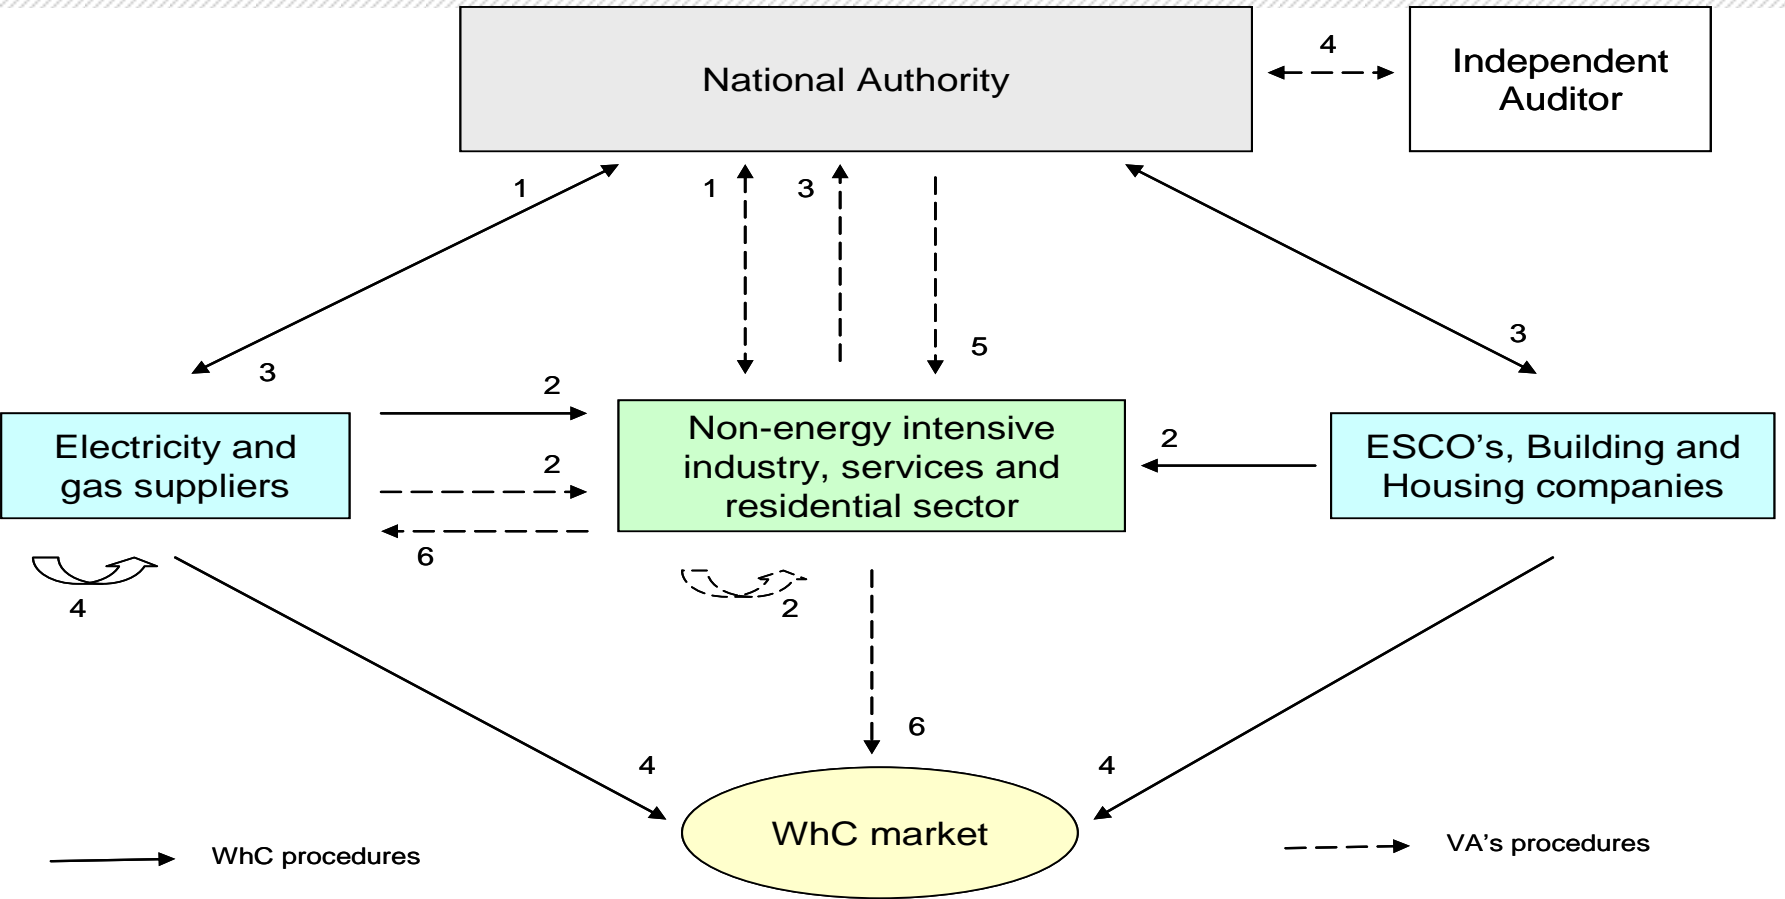 National Authority
4
Independent
Auditor
1
1
3
3
5
3
2
2
6
2
Electricity and
gas suppliers
Non-energy intensive
industry, services and
residential sector
ESCO's, Building and
Housing companies
4
2
6
4
4
WhC market
WhC procedures
VA's procedures